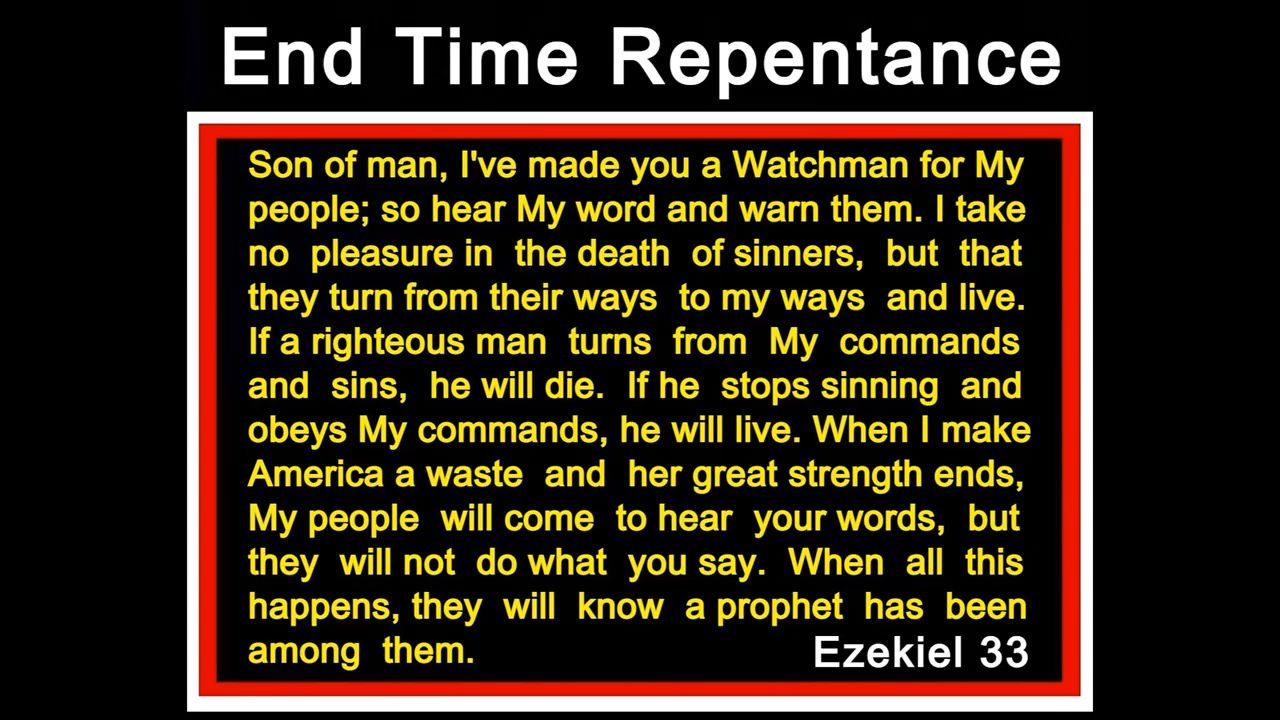 End Time Repentance
Son of man, I've made you a Watchman for My
people; so hear My word and warn them. I take
no pleasure in the death of sinners, but that
they turn from their ways to my ways and live.
If a righteous man turns from My commands
and sins, he will die. If he stops sinning and
obeys My commands, he will live. When I make
America a waste and her great strength ends,
My people will come to hear your words, but
they will not do what you say. When all this
happens, they will know a prophet has been
among them.
Ezekiel 33